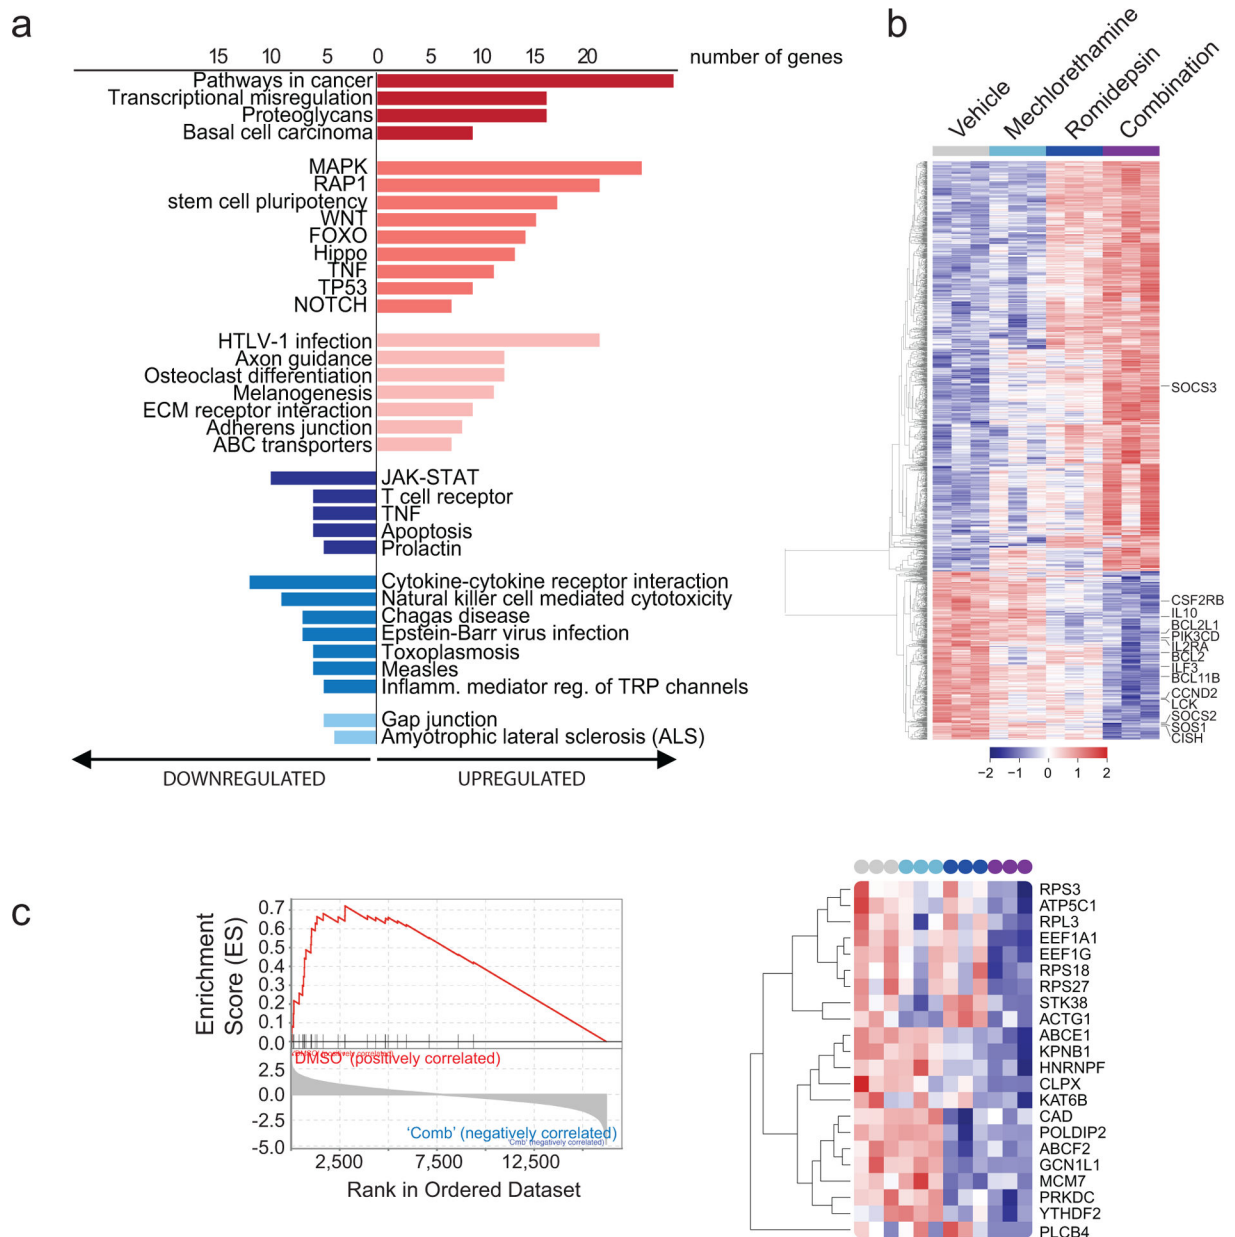 a
15 10 5 0 5 10 15 20 number of genes
Pathways in cancer
Transcriptional misregulation
Proteoglycans
Basal cell carcinoma
MAPK
RAP1
stem cell pluripotency
WNT
FOXO
Hippo
TNF
TP53
NOTCH
HTLV-1 infection
Axon guidance
Osteoclast differentiation
Melanogenesis
ECM receptor interaction
Adherens junction
ABC transporters
JAK-STAT
T cell receptor
TNF
Apoptosis
Prolactin
Cytokine-cytokine receptor interaction
Natural killer cell mediated cytotoxicity
Chagas disease
Epstein-Barr virus infection
Toxoplasmosis
Measles
Inflamm. mediator reg. of TRP channels
Gap junction
Amyotrophic lateral sclerosis (ALS)
DOWNREGULATED UPREGULATED
b
Vehicle
Mechlorethamine
Romidepsin
Combination
SOCS3
CSF2RB
IL10
BCL2L1
PIK3CD
IL2RA
BCL2
ILF3
BCL11B
CCND2
LCK
SOCS2
SOS1
CISH
−2 −1 0 1 2
c
Enrichment
Score (ES)
0.7
0.6
0.5
0.4
0.3
0.2
0.1
0.0
'DMSO' (positively correlated)
'DMSO' (positively correlated)
2.5
0.0
-2.5
-5.0
'Comb' (negatively correlated)
'Cmb' (negatively correlated)
2,500 7,500 12,500
Rank in Ordered Dataset
RPS3
ATP5C1
RPL3
EEF1A1
EEF1G
RPS18
RPS27
STK38
ACTG1
ABCE1
KPNB1
HNRNPF
CLPX
KAT6B
CAD
POLDIP2
ABCF2
GCN1L1
MCM7
PRKDC
YTHDF2
PLCB4